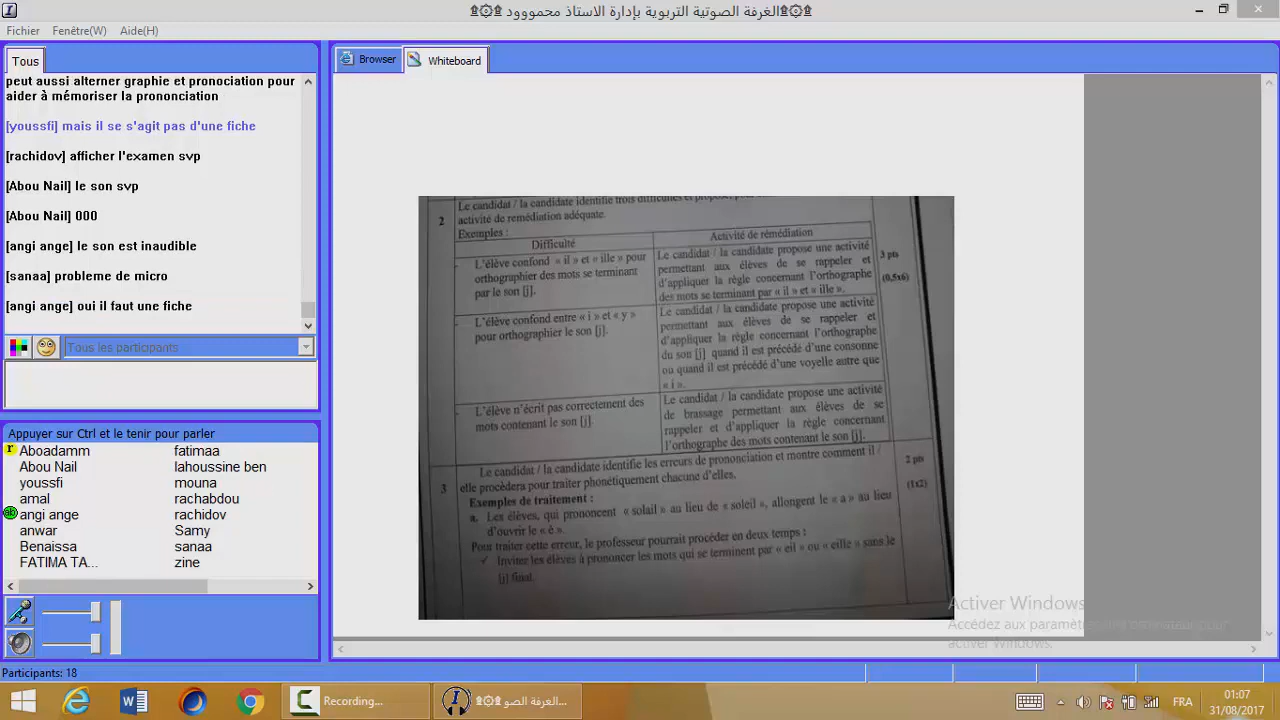 ۩۞۩الغرفة الصوتية التربوية بإدارة الاستاذ محمووود۩۞۩
Fichier Fenêtre(W) Aide(H)
Tous
peut aussi alterner graphie et pronociation pour
aider à mémoriser la prononciation
[youssfi] mais il se s'agit pas d'une fiche
[rachidov] afficher l'examen svp
[Abou Nail] le son svp
[Abou Nail] 000
[angi ange] le son est inaudible
[sanaa] probleme de micro
[angi ange] oui il faut une fiche
Tous les participants
Appuyer sur Ctrl et le tenir pour parler
Aboadamm fatimaa
Abou Nail lahoussine ben
youssfi mouna
amal rachabdou
angi ange rachidov
anwar Samy
Benaissa sanaa
FATIMA TA... zine
Participants: 18
Browser Whiteboard
Le candidat / la candidate identifie trois difficultés et propose, pour
2 activité de remédiation adéquate.
Exemples :
Difficulté
- L'élève confond « il » et « ille » pour
orthographier des mots se terminant
par le son [j].
- L'élève confond entre « i » et « y »
pour orthographier le son [j].
- L'élève n'écrit pas correctement des
mots contenant le son [j].
Activité de rémédiation
Le candidat / la candidate propose une activité
permettant aux élèves de se rappeler et
d'appliquer la règle concernant l'orthographe
des mots se terminant par « il » et « ille ».
Le candidat / la candidate propose une activité
permettant aux élèves de se rappeler et
d'appliquer la règle concernant l'orthographe
du son [j] quand il est précédé d'une consonne
ou quand il est précédé d'une voyelle autre que
« i ».
Le candidat / la candidate propose une activité
de brassage permettant aux élèves de se
rappeler et d'appliquer la règle concernant
l'orthographe des mots contenant le son [j].
3 pts
(0,5x6)
3 Le candidat / la candidate identifie les erreurs de prononciation et montre comment il /
elle procèdera pour traiter phonétiquement chacune d'elles.
Exemples de traitement :
a. Les élèves, qui prononcent « solail » au lieu de « soleil », allongent le « a » au lieu
d'ouvrir le « è ».
Pour traiter cette erreur, le professeur pourrait procéder en deux temps :
✓ Inviter les élèves à prononcer les mots qui se terminent par « eil » ou « eille » sans le
[j] final.
2 pts
(1x2)
Activer Windows
Accédez aux paramètres de l'ordinateur pour
activer Windows.
Recording...
...الغرفة الصو ۩۞۩
FRA
01:07
31/08/2017